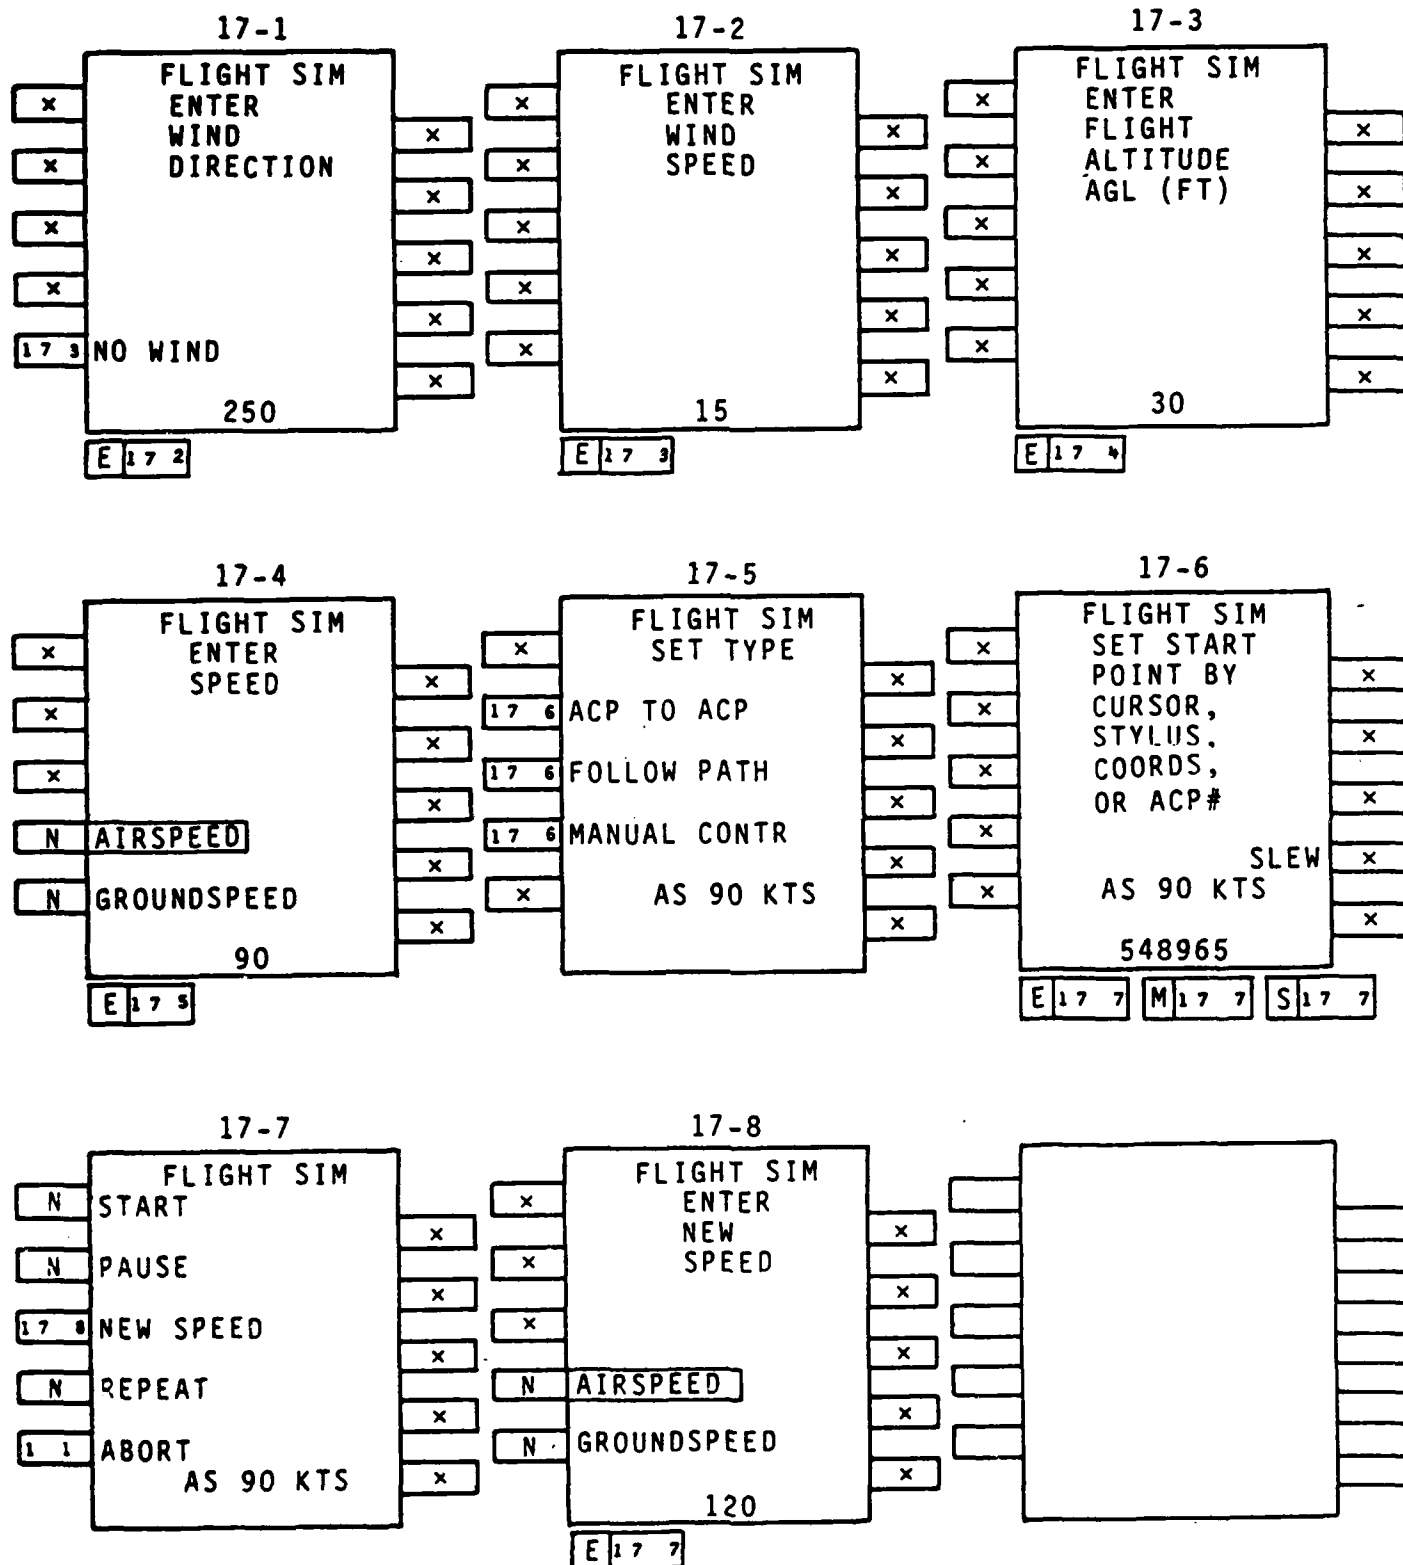 17-1
FLIGHT SIM
ENTER
WIND
DIRECTION
X
X
X
X
17 3 NO WIND
X
X
X
X
X
250
E 17 2
17-2
FLIGHT SIM
ENTER
WIND
SPEED
X
X
X
X
X
X
X
X
X
X
15
E 17 3
17-3
FLIGHT SIM
ENTER
FLIGHT
ALTITUDE
AGL (FT)
X
X
X
X
X
X
X
X
X
X
30
E 17 4
17-4
FLIGHT SIM
ENTER
SPEED
X
X
X
N AIRSPEED
N GROUNDSPEED
X
X
X
X
X
90
E 17 5
17-5
FLIGHT SIM
SET TYPE
X
17 6 ACP TO ACP
17 6 FOLLOW PATH
17 6 MANUAL CONTR
X
AS 90 KTS
X
X
X
X
X
17-6
FLIGHT SIM
SET START
POINT BY
CURSOR,
STYLUS,
COORDS,
OR ACP#
X
X
X
X
X
X
X
X
SLEW X
AS 90 KTS
X
548965
E 17 7 M 17 7 S 17 7
17-7
FLIGHT SIM
N START
N PAUSE
17 8 NEW SPEED
N REPEAT
1 1 ABORT
AS 90 KTS
X
X
X
X
X
17-8
FLIGHT SIM
ENTER
NEW
SPEED
X
X
X
N AIRSPEED
N GROUNDSPEED
X
X
X
X
X
120
E 17 7